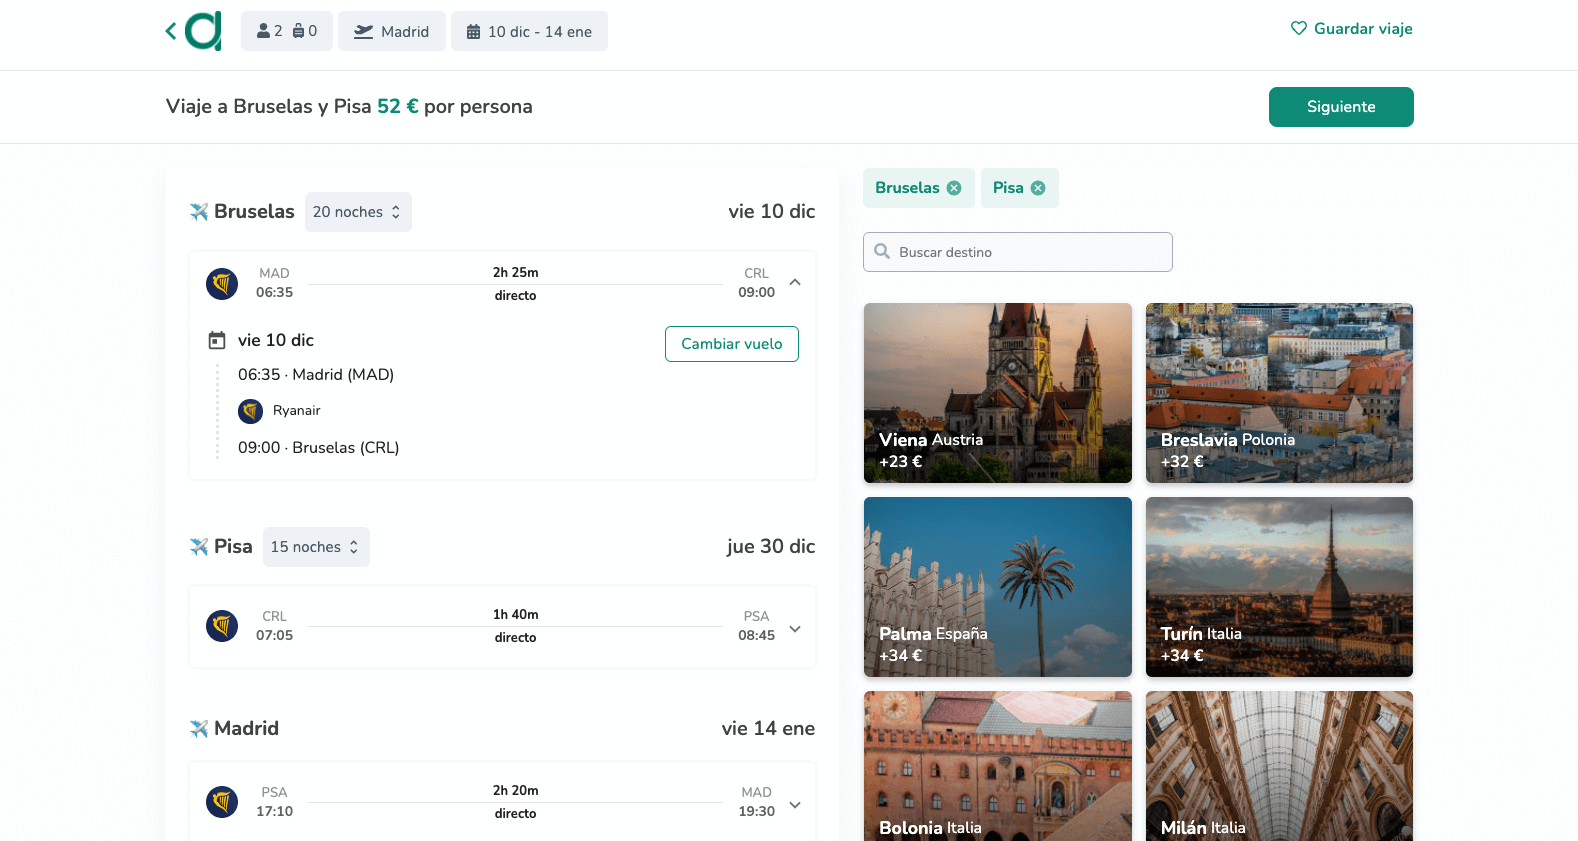 2 0
Madrid
10 dic - 14 ene
Guardar viaje
Viaje a Bruselas y Pisa 52 € por persona
Siguiente
Bruselas
20 noches
vie 10 dic
MAD
06:35
2h 25m
directo
CRL
09:00
vie 10 dic
Cambiar vuelo
06:35 · Madrid (MAD)
Ryanair
09:00 · Bruselas (CRL)
Pisa
15 noches
jue 30 dic
CRL
07:05
1h 40m
directo
PSA
08:45
Madrid
vie 14 ene
PSA
17:10
2h 20m
directo
MAD
19:30
Bruselas
Pisa
Buscar destino
Viena Austria
+23 €
Breslavia Polonia
+32 €
Palma España
+34 €
Turín Italia
+34 €
Bolonia Italia
Milán Italia